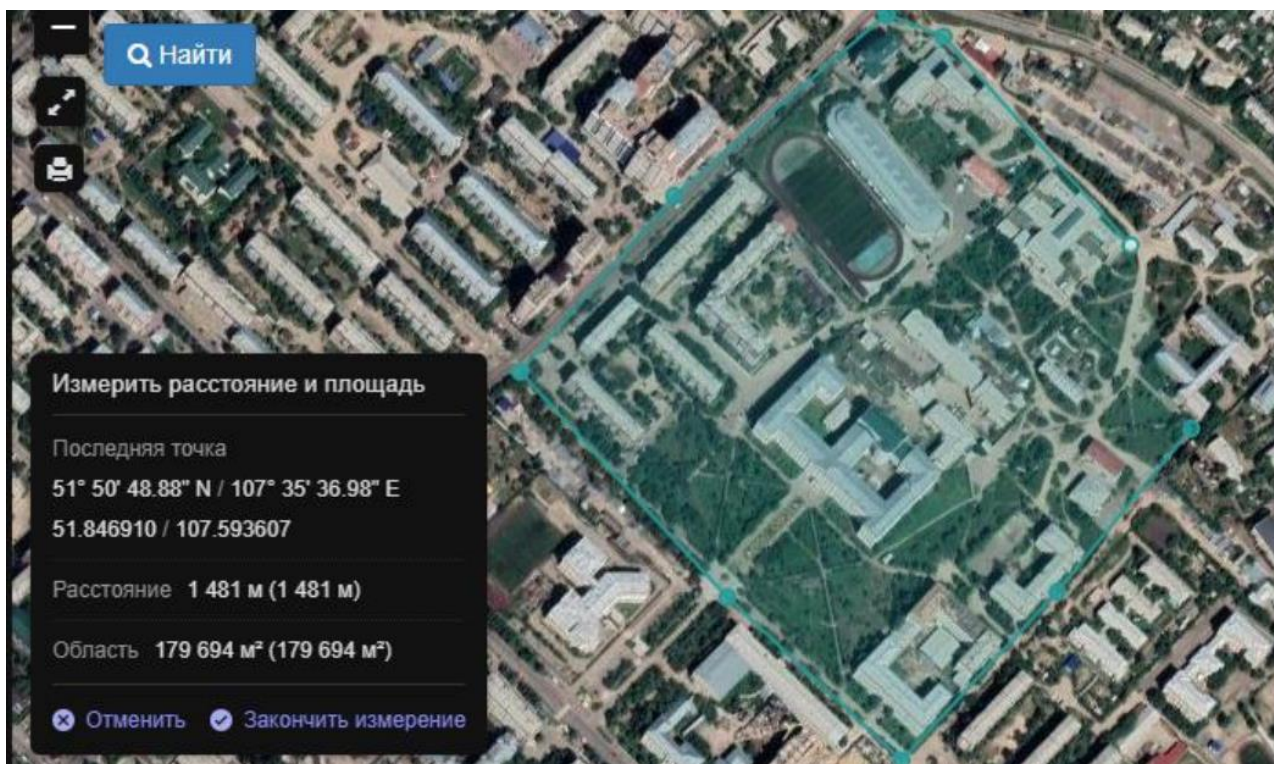 Найти
Измерить расстояние и площадь
Последняя точка
51° 50' 48.88" N / 107° 35' 36.98" E
51.846910 / 107.593607
Расстояние 1 481 м (1 481 м)
Область 179 694 м² (179 694 м²)
Отменить Закончить измерение